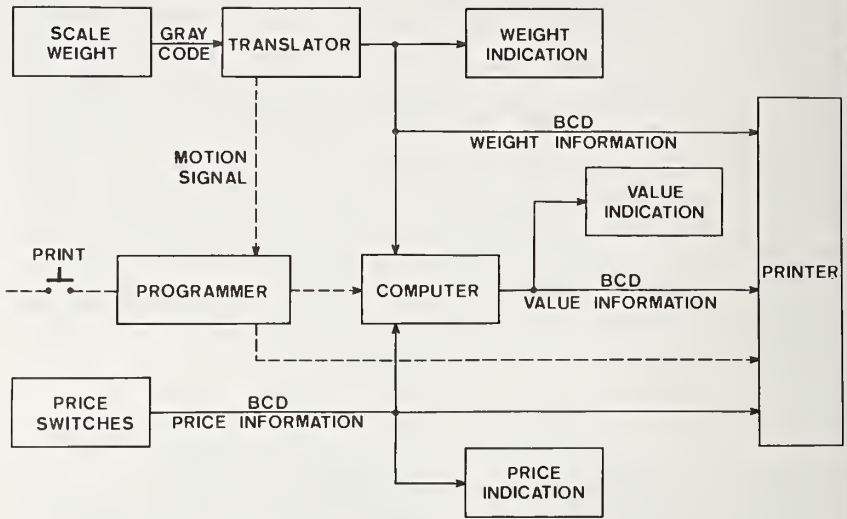 SCALE
WEIGHT
GRAY
CODE
TRANSLATOR
WEIGHT
INDICATION
BCD
WEIGHT INFORMATION
MOTION
SIGNAL
VALUE
INDICATION
PRINT
PROGRAMMER
COMPUTER
BCD
VALUE INFORMATION
PRINTER
PRICE
SWITCHES
BCD
PRICE INFORMATION
PRICE
INDICATION